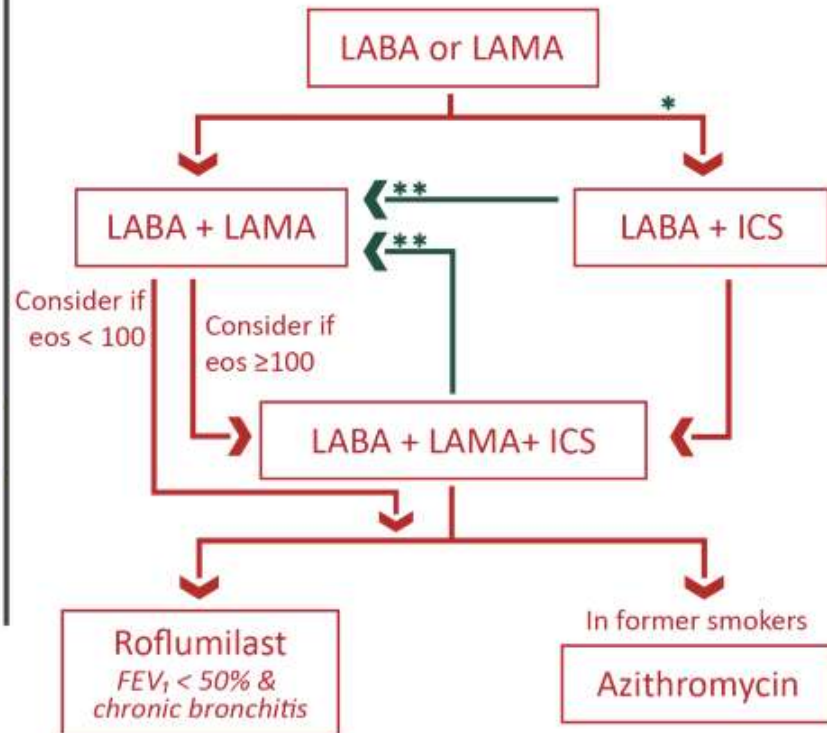 LABA or LAMA
*
**
LABA + LAMA
LABA + ICS
**
Consider if
eos < 100
Consider if
eos ≥100
LABA + LAMA+ ICS
Roflumilast
FEV₁ < 50% &
chronic bronchitis
In former smokers
Azithromycin